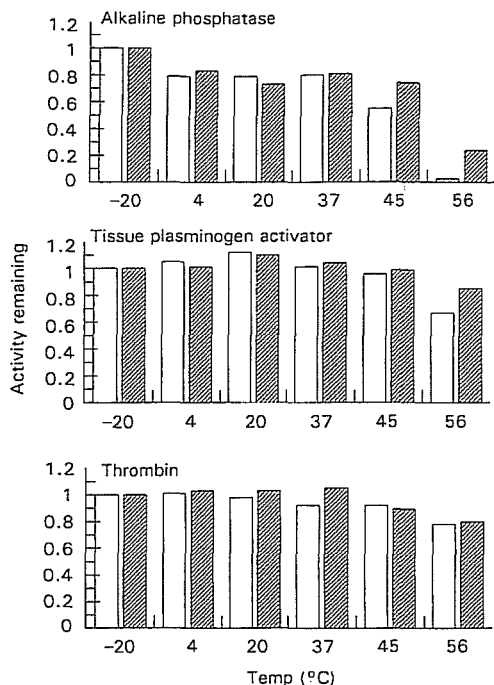 Alkaline phosphatase
1
0.8
0.6
0.4
0.2
0
−20 4 20 37 45 56
Tissue plasminogen activator
1.2
1
0.8
0.6
0.4
0.2
0
−20 4 20 37 45 56
Activity remaining
Thrombin
1.2
1
0.8
0.6
0.4
0.2
0
−20 4 20 37 45 56
Temp (ºC)